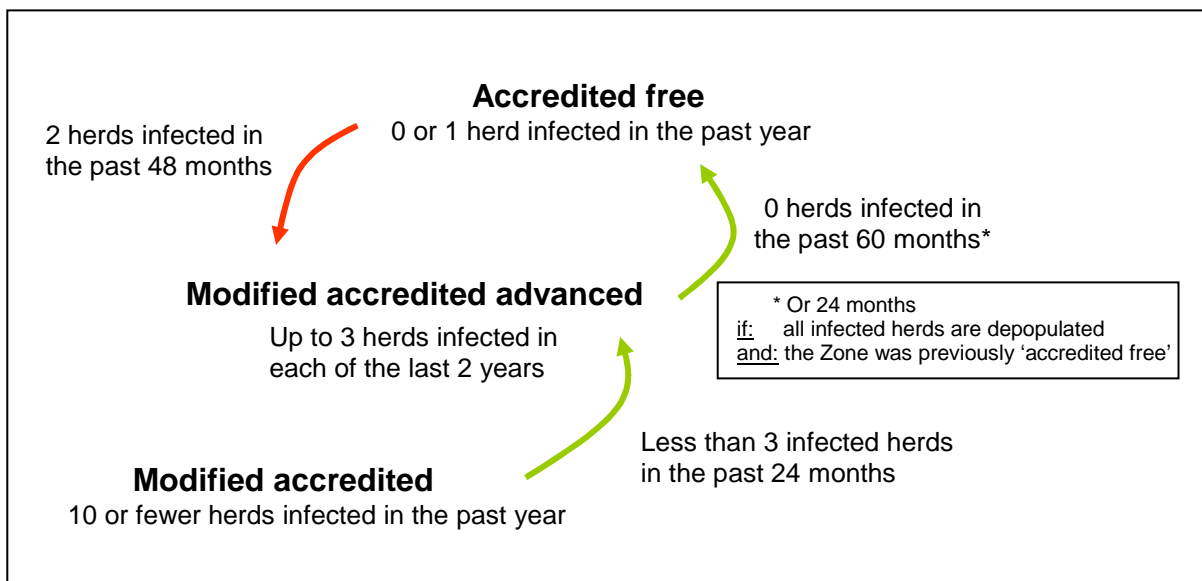 Accredited free
0 or 1 herd infected in the past year
2 herds infected in
the past 48 months
0 herds infected in
the past 60 months*
Modified accredited advanced
Up to 3 herds infected in
each of the last 2 years
* Or 24 months
if: all infected herds are depopulated
and: the Zone was previously ‘accredited free’
Less than 3 infected herds
in the past 24 months
Modified accredited
10 or fewer herds infected in the past year